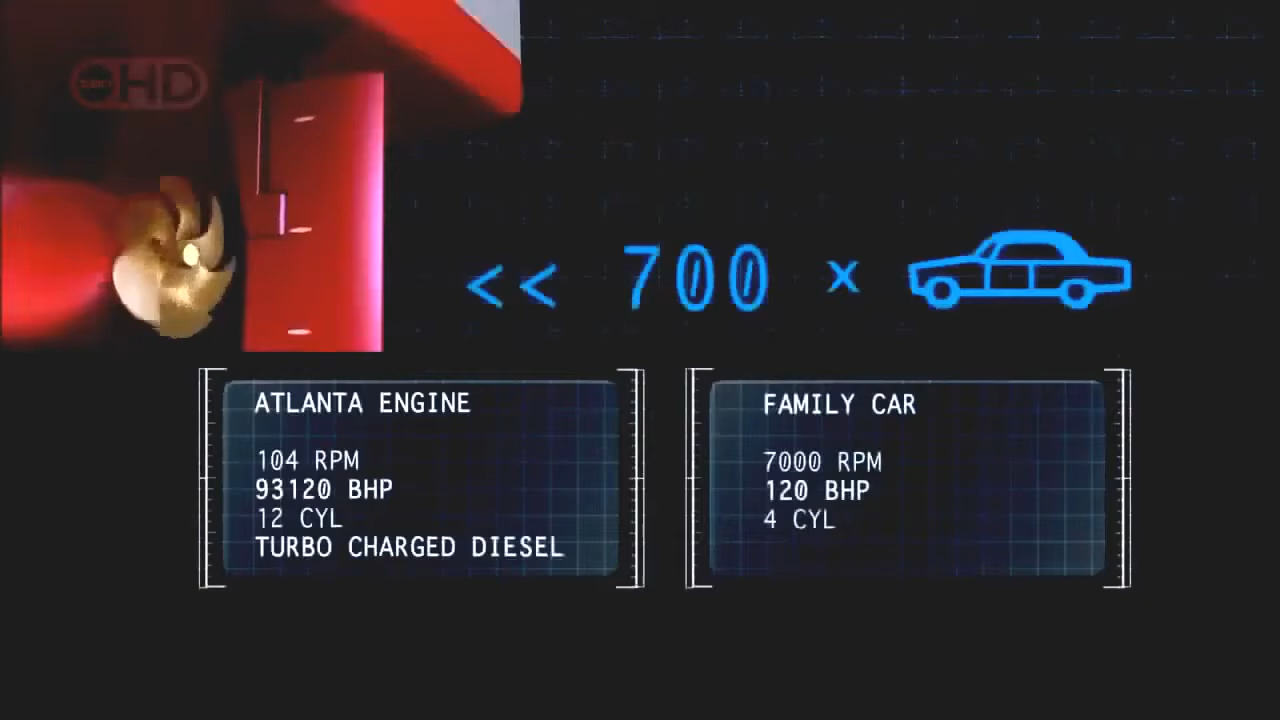 HD
<< 700 x
ATLANTA ENGINE
104 RPM
93120 BHP
12 CYL
TURBO CHARGED DIESEL
FAMILY CAR
7000 RPM
120 BHP
4 CYL